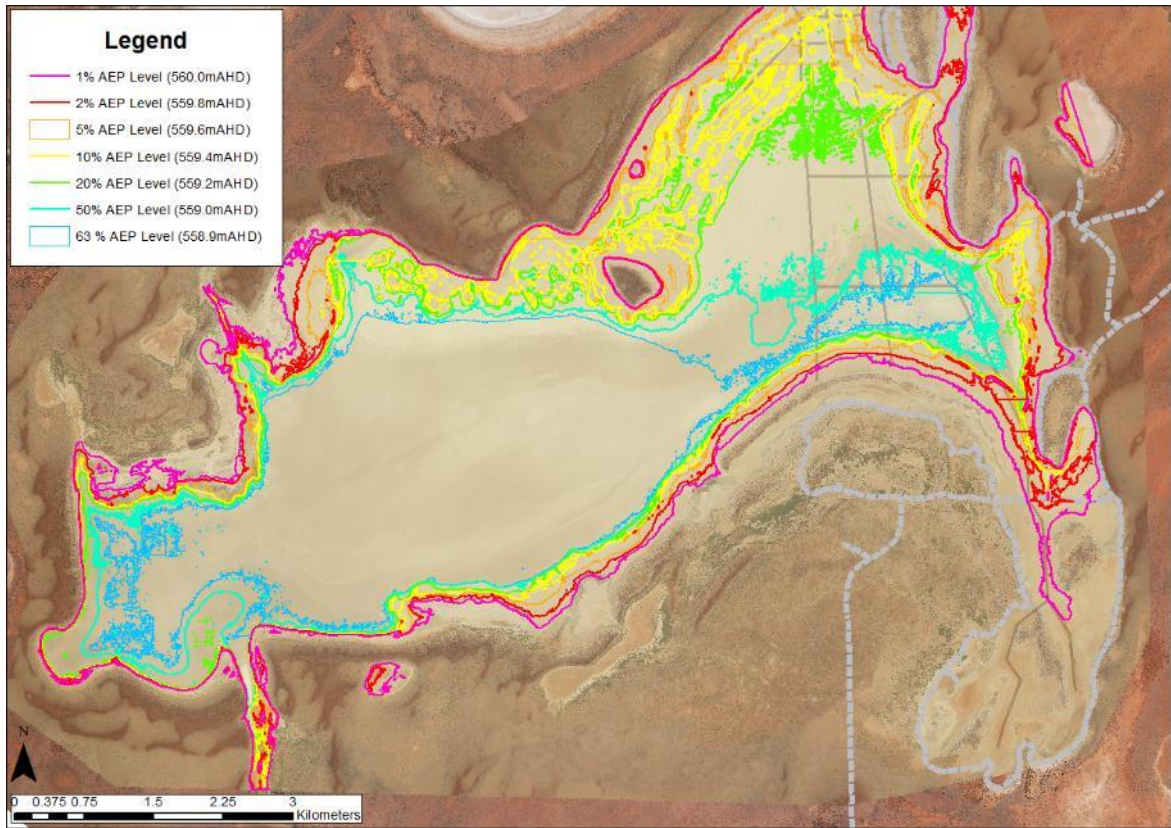 Legend
1% AEP Level (560.0mAHD)
2% AEP Level (559.8mAHD)
5% AEP Level (559.6mAHD)
10% AEP Level (559.4mAHD)
20% AEP Level (559.2mAHD)
50% AEP Level (559.0mAHD)
63 % AEP Level (558.9mAHD)
N
0 0.375 0.75 1.5 2.25 3
Kilometers